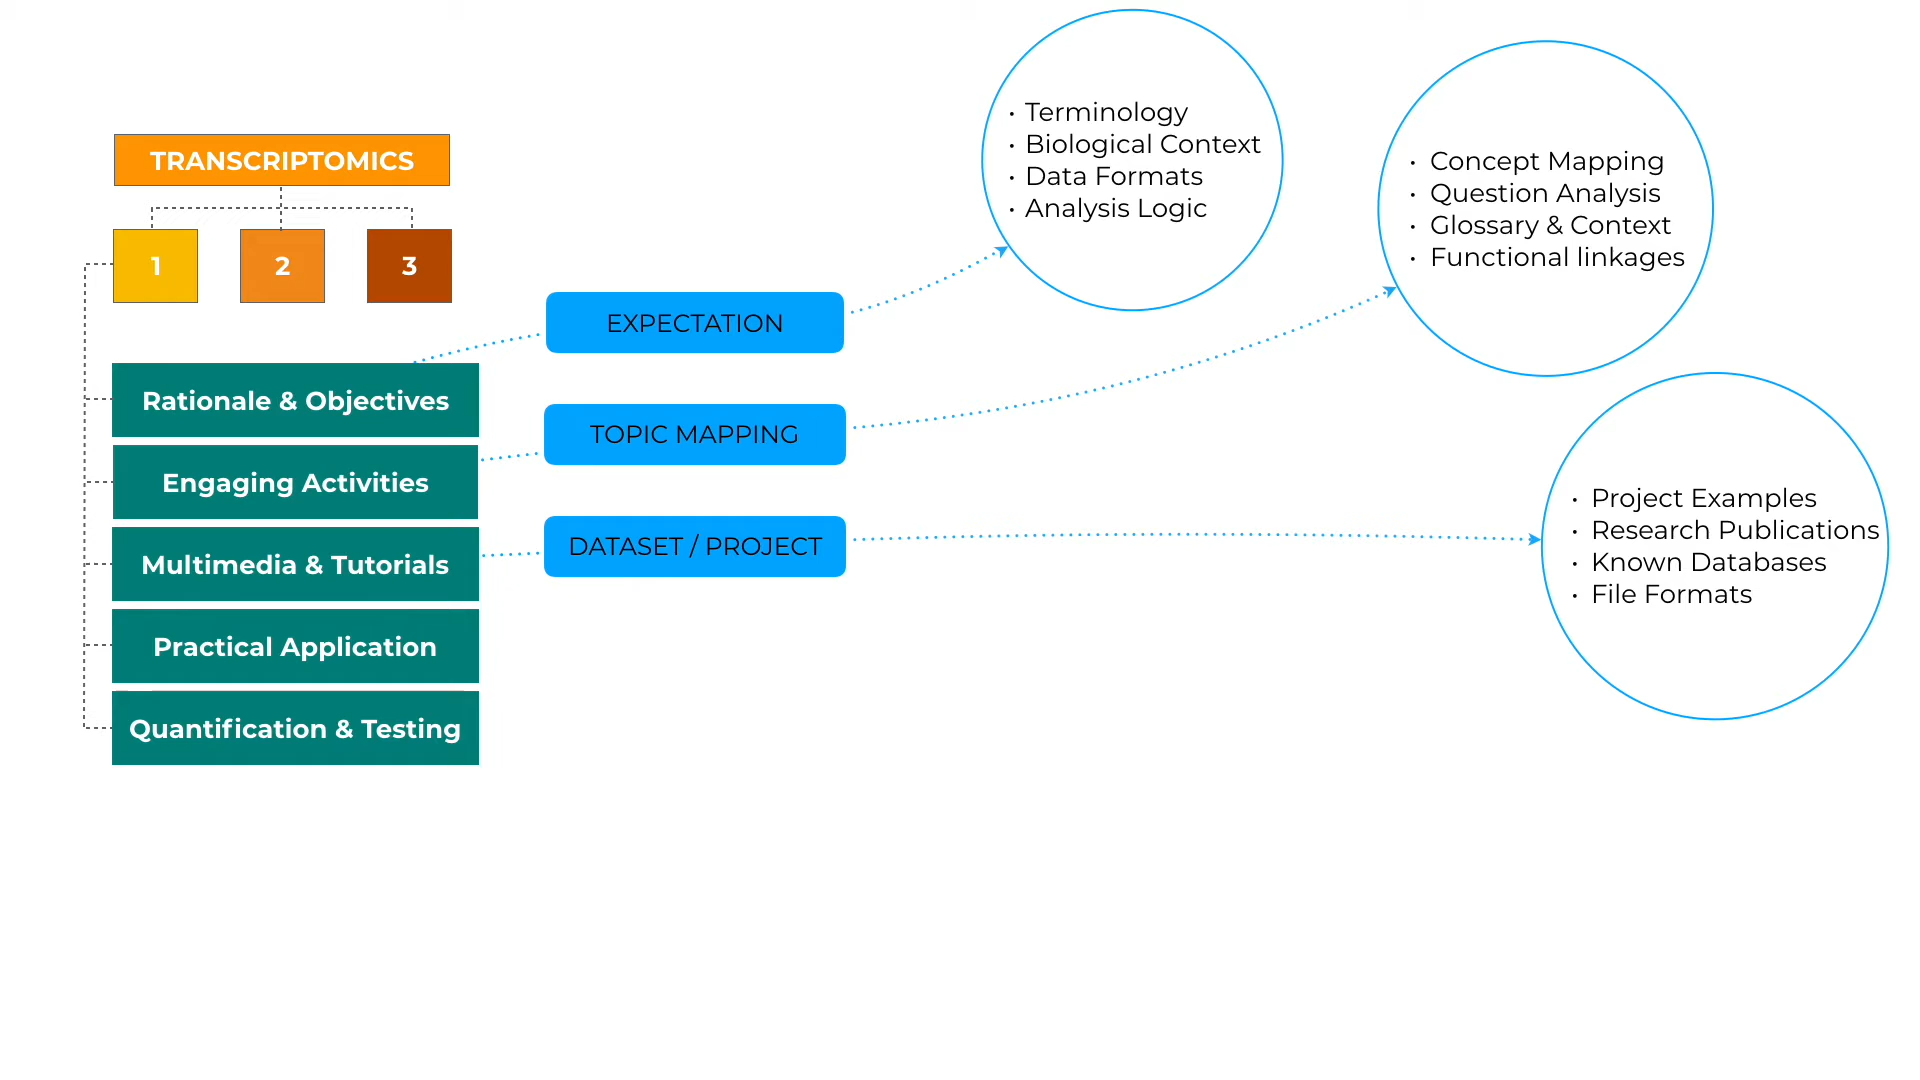 TRANSCRIPTOMICS
1
2
3
Rationale & Objectives
Engaging Activities
Multimedia & Tutorials
Practical Application
Quantification & Testing
EXPECTATION
TOPIC MAPPING
DATASET / PROJECT
• Terminology
• Biological Context
• Data Formats
• Analysis Logic
• Concept Mapping
• Question Analysis
• Glossary & Context
• Functional linkages
• Project Examples
• Research Publications
• Known Databases
• File Formats